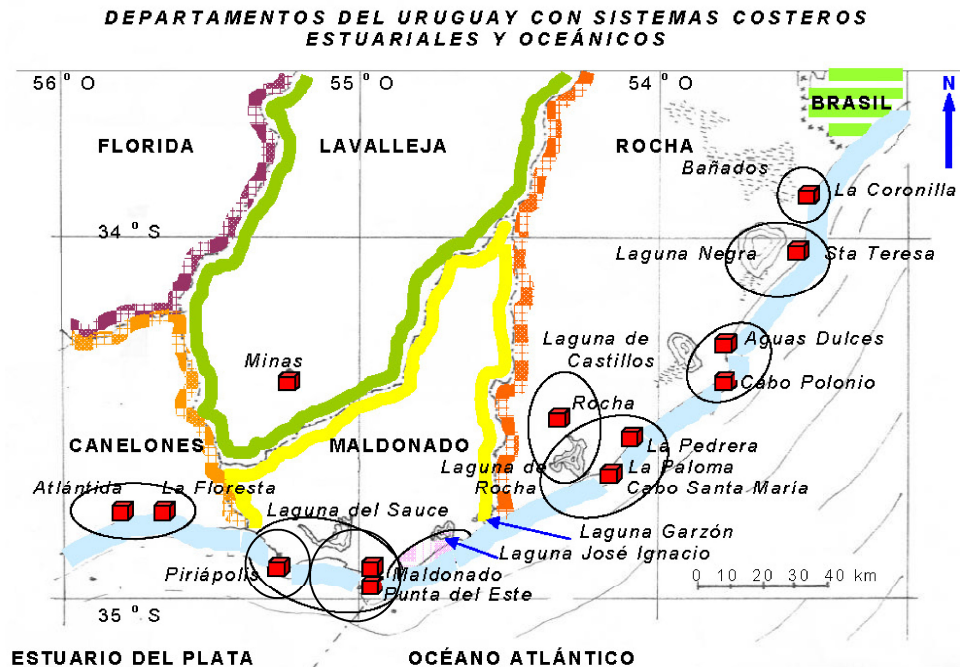 DEPARTAMENTOS DEL URUGUAY CON SISTEMAS COSTEROS
ESTUARIALES Y OCEÁNICOS
56° O
55° O
54° O
N
BRASIL
FLORIDA
LAVALLEJA
ROCHA
Bañados
La Coronilla
34° S
Laguna Negra
Sta Teresa
Laguna de
Castillos
Aguas Dulces
Minas
Cabo Polonio
Rocha
CANELONES
MALDONADO
La Pedrera
Laguna de
Rocha
La Paloma
Cabo Santa María
Atlántida
La Floresta
Laguna del Sauce
Laguna Garzón
Laguna José Ignacio
Piriápolis
Maldonado
Punta del Este
0 10 20 30 40 km
35° S
ESTUARIO DEL PLATA
OCÉANO ATLÁNTICO